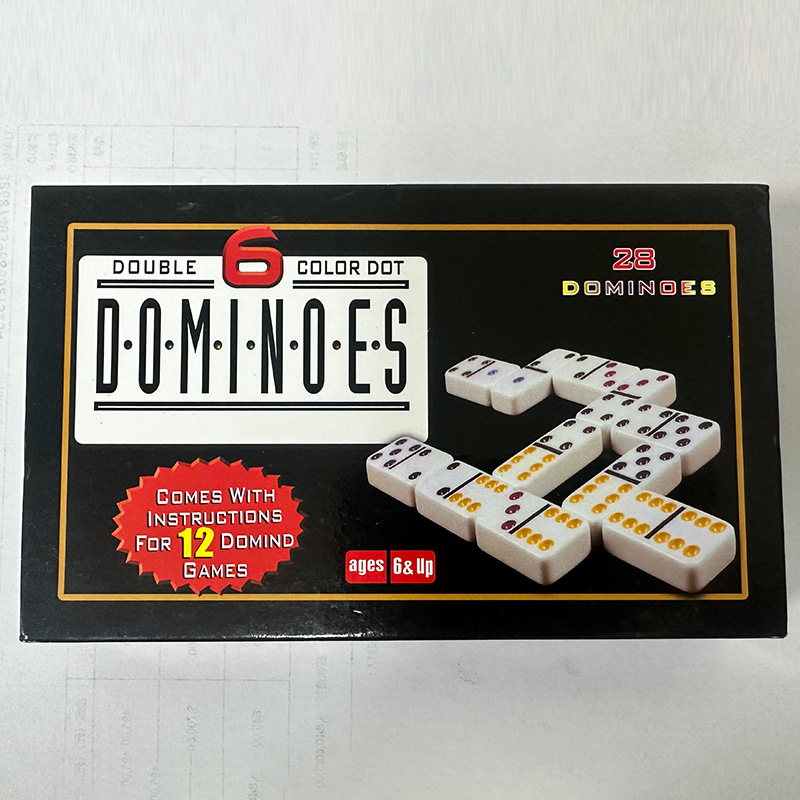 DOUBLE 6 COLOR DOT
D·O·M·I·N·O·E·S
28
DOMINOES
COMES WITH
INSTRUCTIONS
FOR 12 DOMIND
GAMES
ages 6 & Up